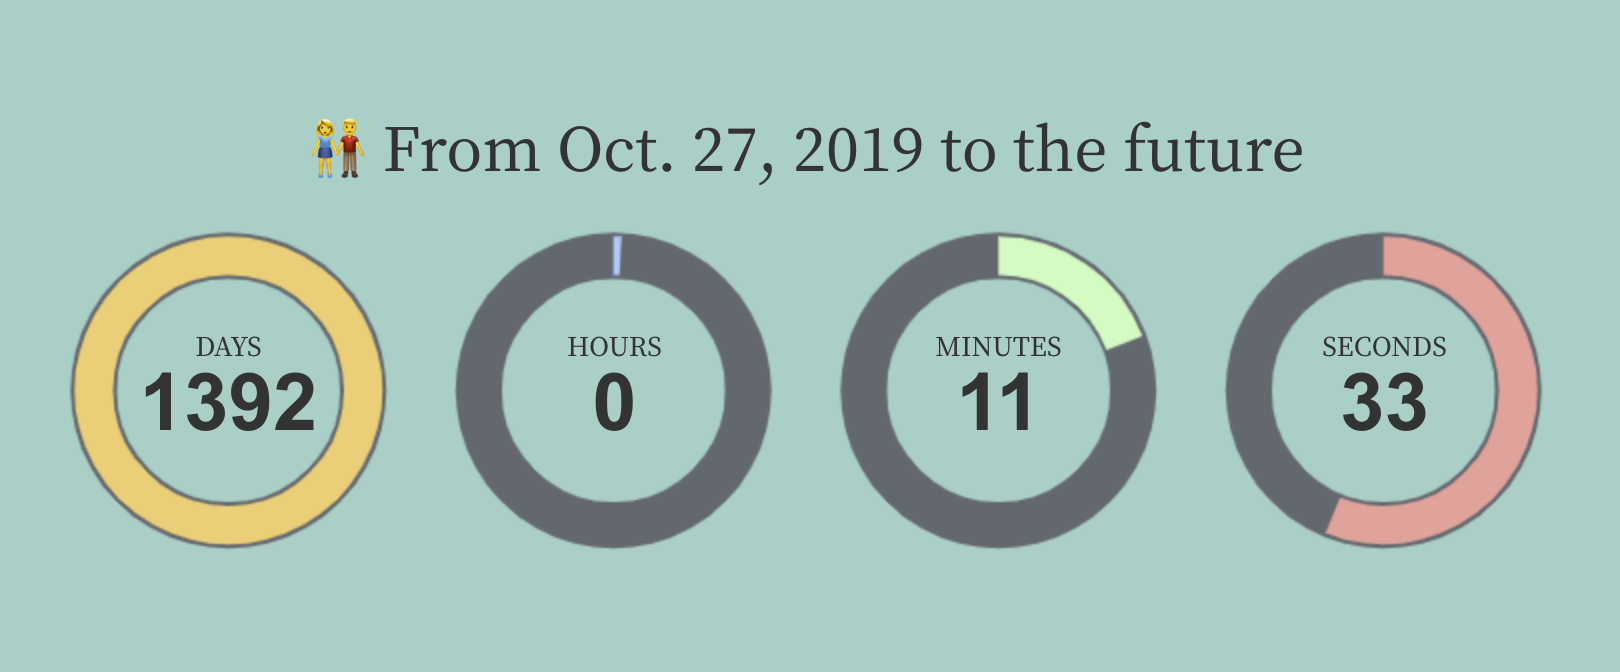 👫 From Oct. 27, 2019 to the future
DAYS
1392
HOURS
0
MINUTES
11
SECONDS
33